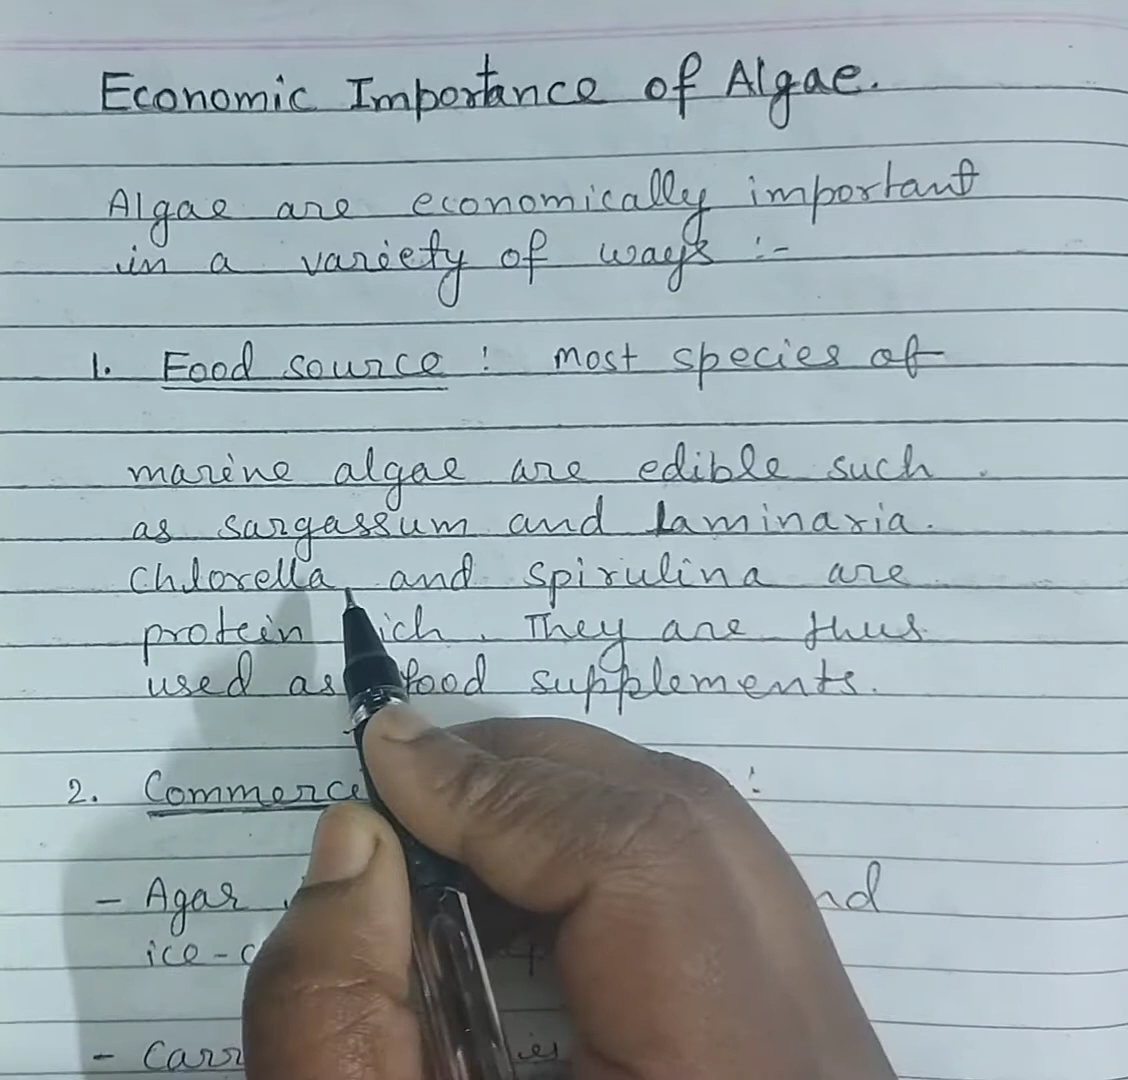 Economic Importance of Algae.
Algae are economically important
in a variety of ways :-
1. Food source : most species of
marine algae are edible such
as sargassum and Laminaria.
Chlorella and Spirulina are
protein rich. They are thus
used as food supplements.
2.
- Agar